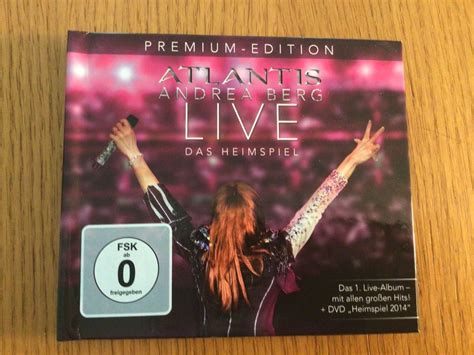 PREMIUM-EDITION
ATLANTIS
ANDREA BERG
LIVE
DAS HEIMSPIEL
FSK
ab
0
freigegeben
Das 1. Live-Album –
mit allen großen Hits!
+ DVD „Heimspiel 2014“